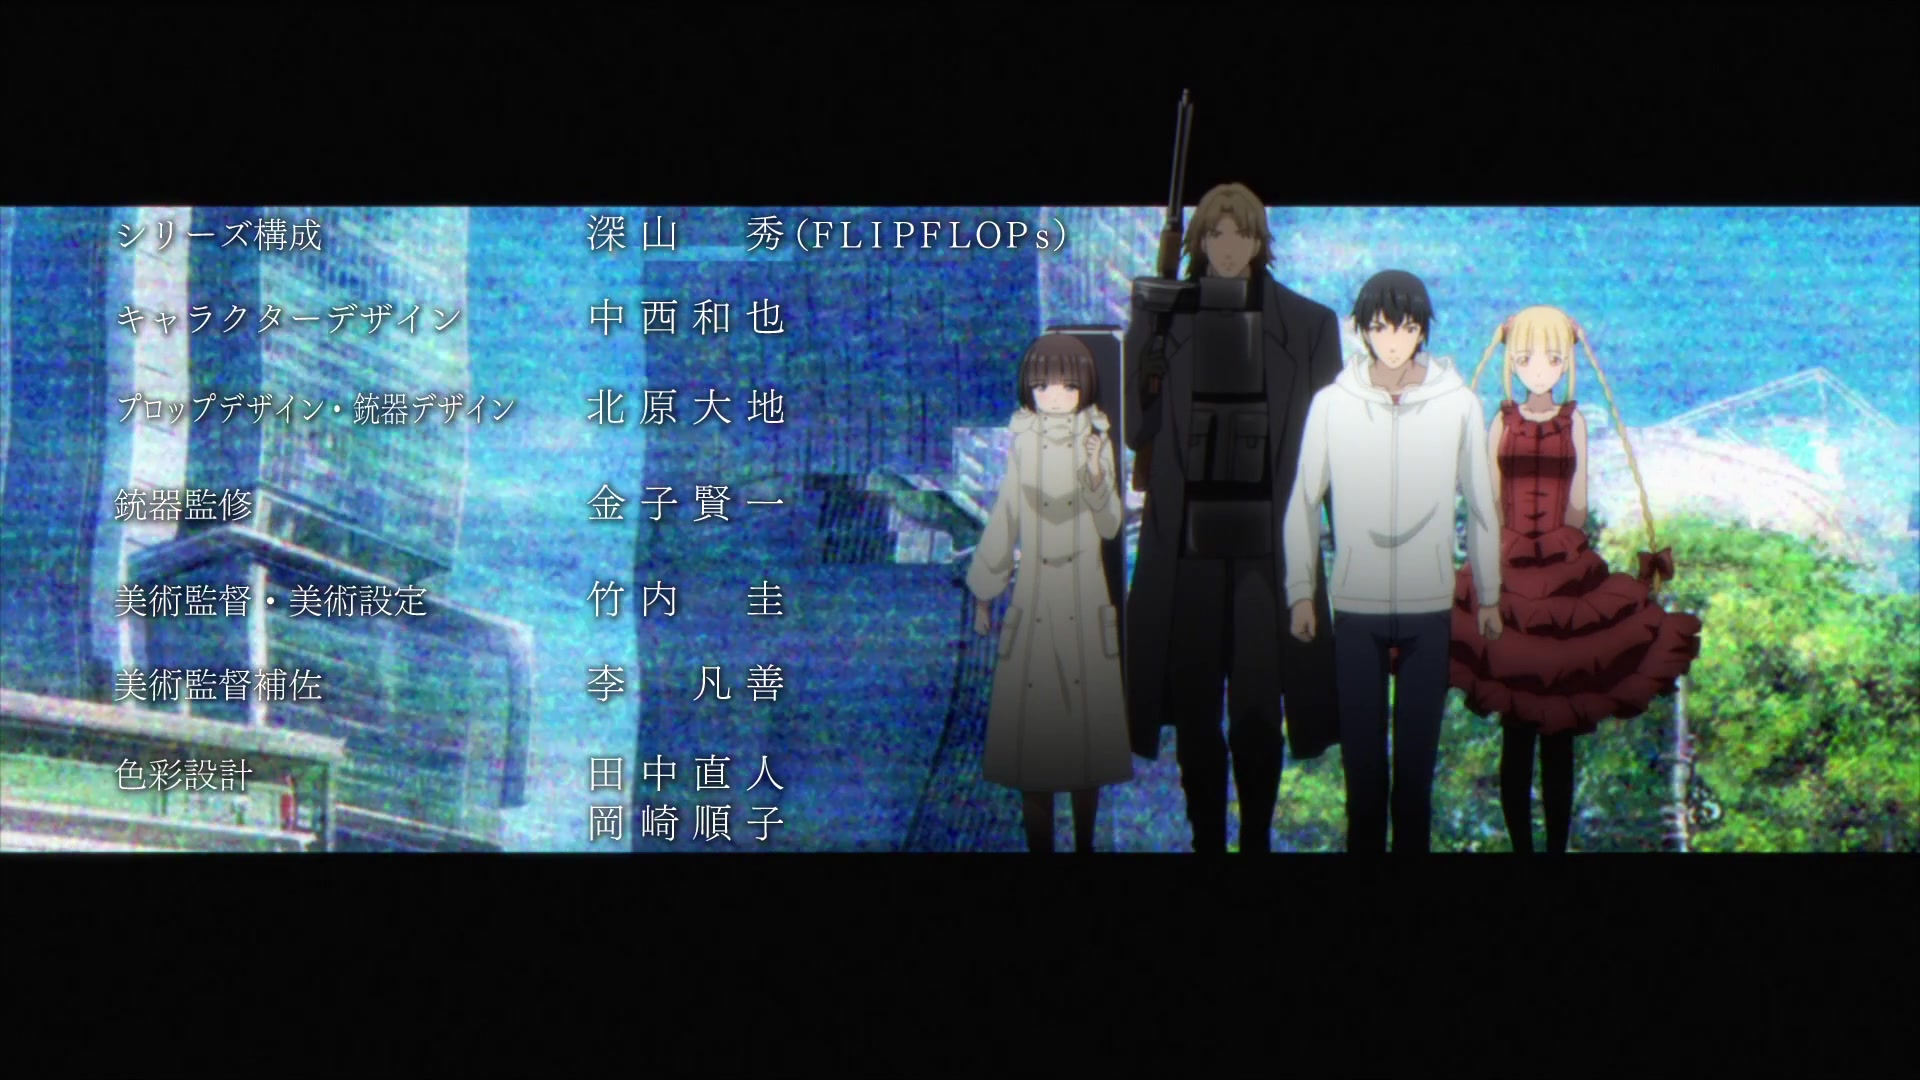 シリーズ構成 深山 秀(FLIPFLOPs)
キャラクターデザイン 中西和也
プロップデザイン・銃器デザイン 北原大地
銃器監修 金子賢一
美術監督・美術設定 竹内 圭
美術監督補佐 李 凡善
色彩設計 田中直人
岡崎順子